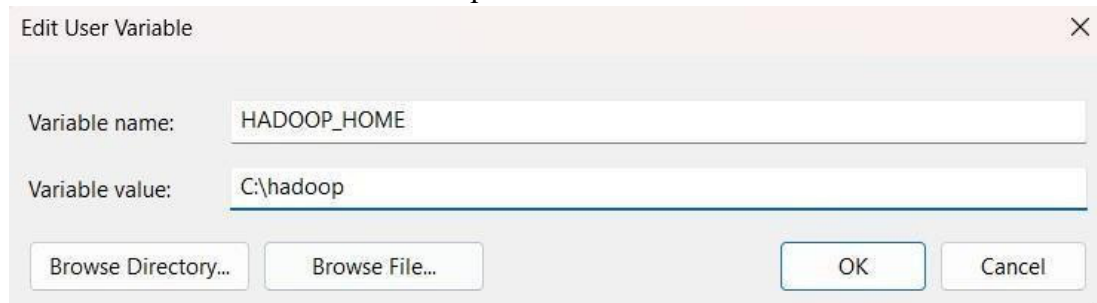 Edit User Variable
Variable name: HADOOP_HOME
Variable value: C:\hadoop
Browse Directory... Browse File... OK Cancel